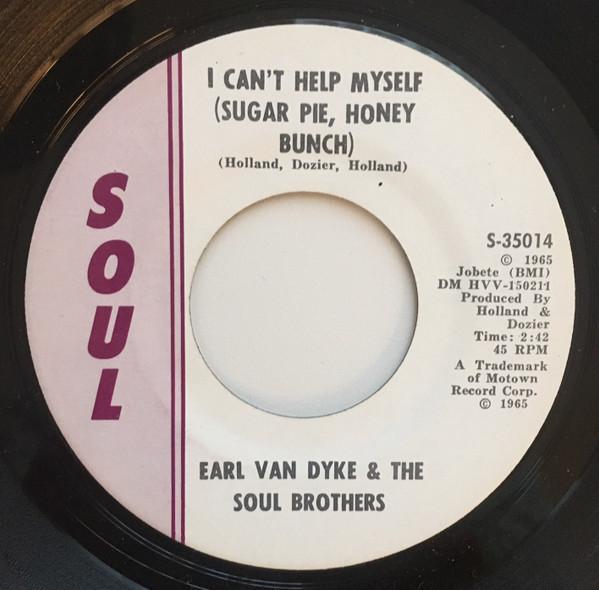 I CAN'T HELP MYSELF
(SUGAR PIE, HONEY
BUNCH)
(Holland, Dozier, Holland)
SOUL
S-35014
© 1965
Jobete (BMI)
DM HVV-150211
Produced By
Holland &
Dozier
Time: 2:42
45 RPM
A Trademark
of Motown
Record Corp.
© 1965
EARL VAN DYKE & THE
SOUL BROTHERS